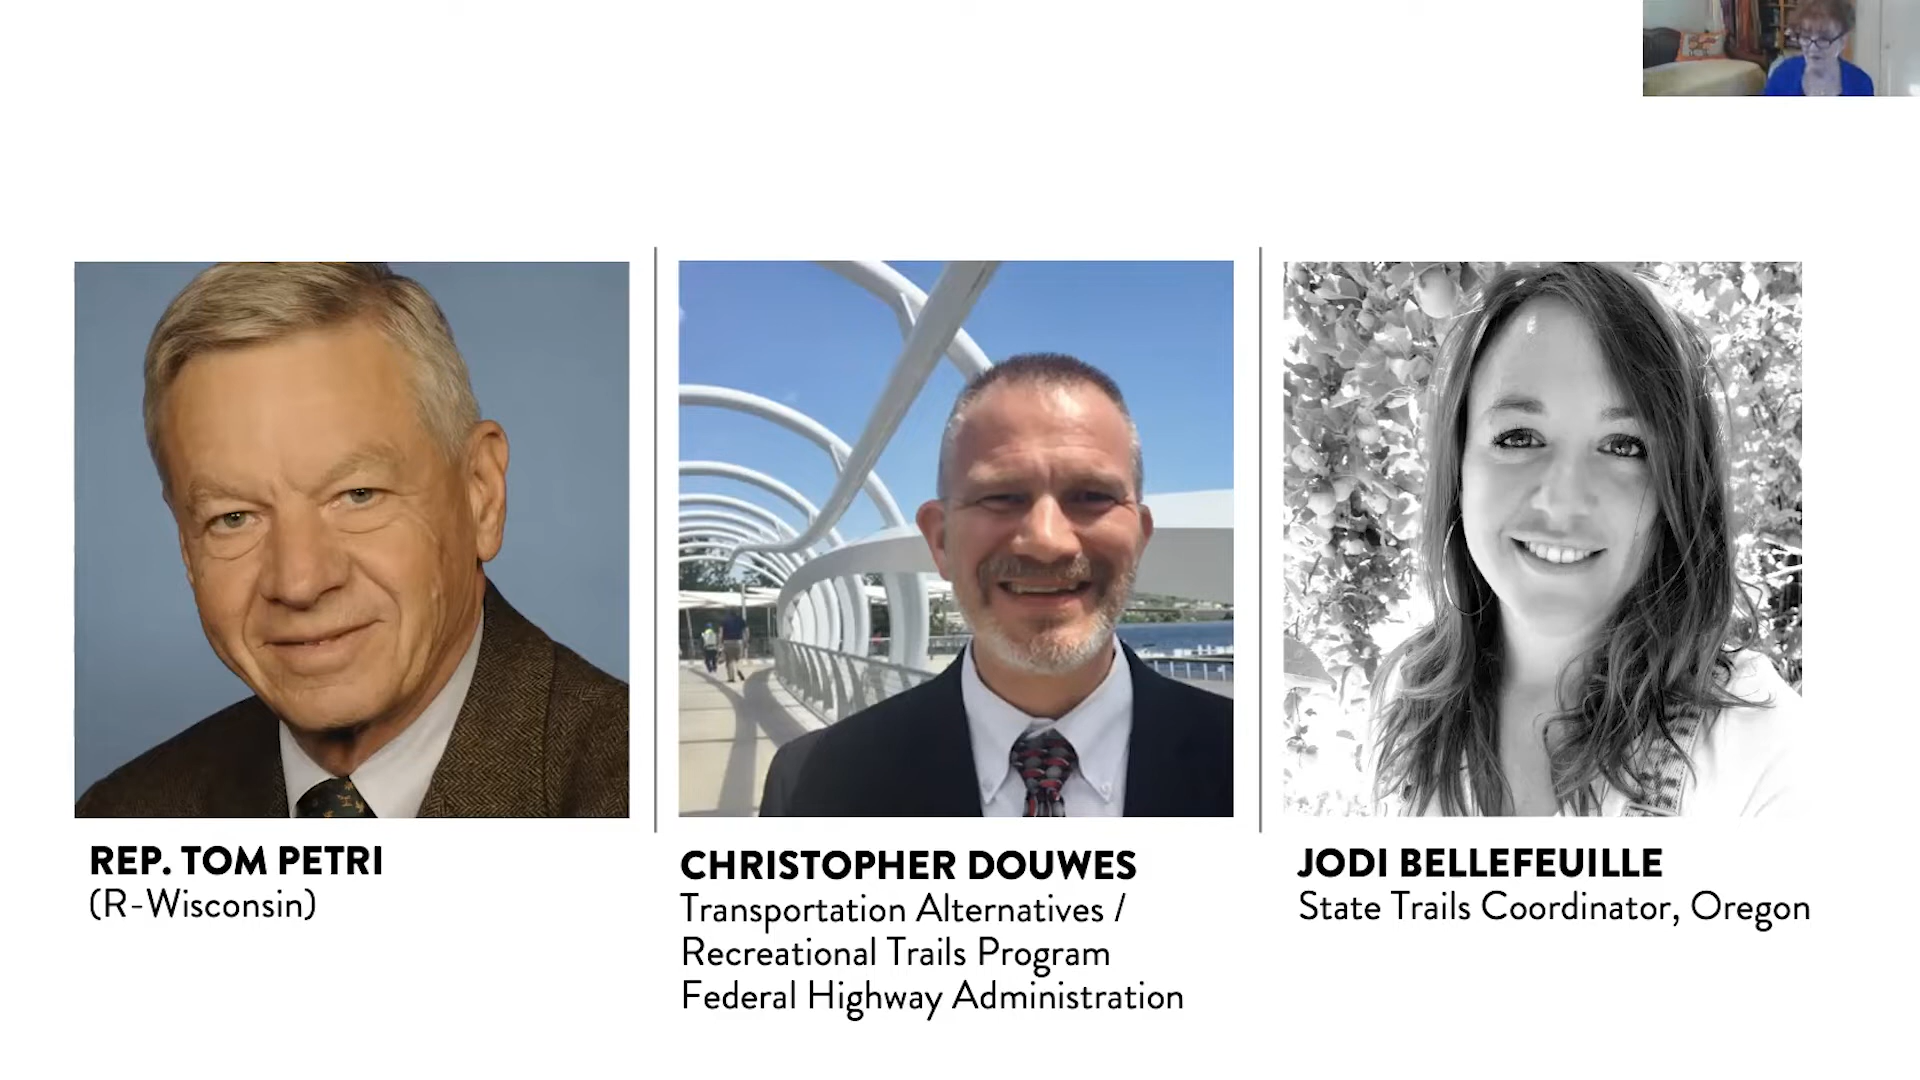 REP. TOM PETRI
(R-Wisconsin)
CHRISTOPHER DOUWES
Transportation Alternatives /
Recreational Trails Program
Federal Highway Administration
JODI BELLEFEUILLE
State Trails Coordinator, Oregon